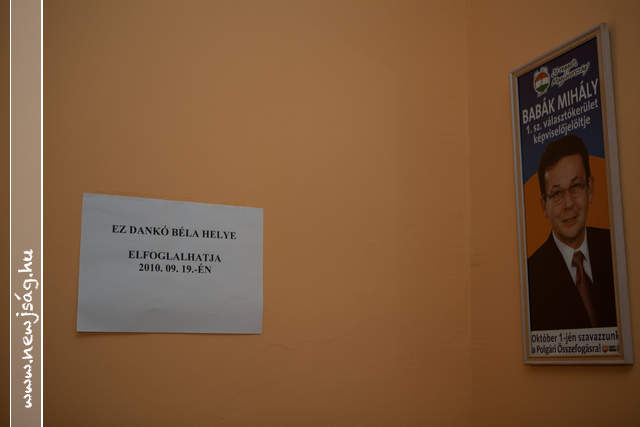 EZ DANKÓ BÉLA HELYE
ELFOGLALHATJA
2010. 09. 19.-ÉN
BABÁK MIHÁLY
1. sz. választókerület
képviselőjelöltje
Október 1-jén szavazzunk
Polgári Összefogásra!
www.newjság.hu